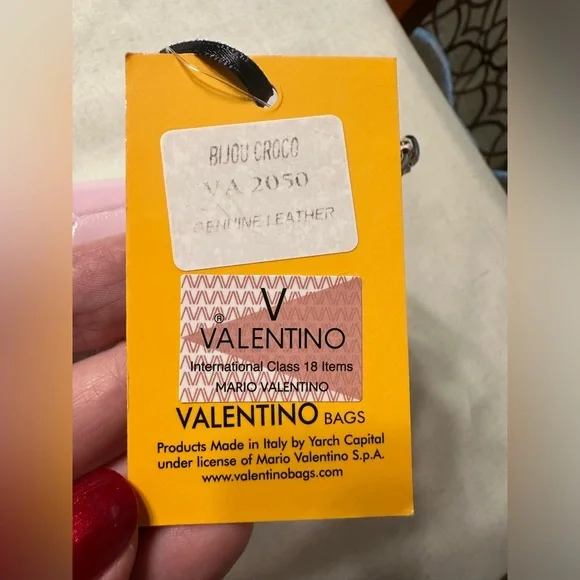 BIJOU CROCO
VA 2050
GENUINE LEATHER
V
® VALENTINO
International Class 18 Items
MARIO VALENTINO
VALENTINO BAGS
Products Made in Italy by Yarch Capital
under license of Mario Valentino S.p.A.
www.valentinobags.com